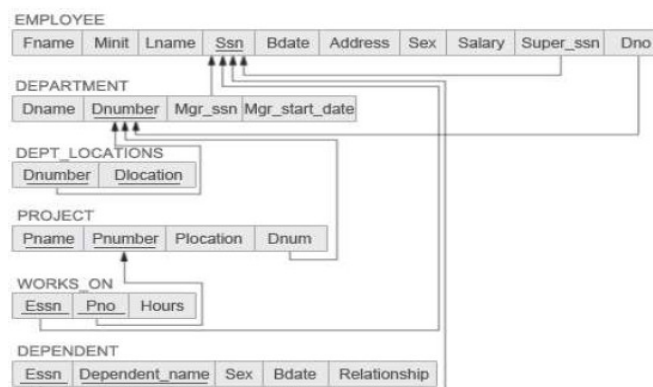 EMPLOYEE
Fname Minit Lname Ssn Bdate Address Sex Salary Super_ssn Dno
DEPARTMENT
Dname Dnumber Mgr_ssn Mgr_start_date
DEPT_LOCATIONS
Dnumber Dlocation
PROJECT
Pname Pnumber Plocation Dnum
WORKS_ON
Essn Pno Hours
DEPENDENT
Essn Dependent_name Sex Bdate Relationship